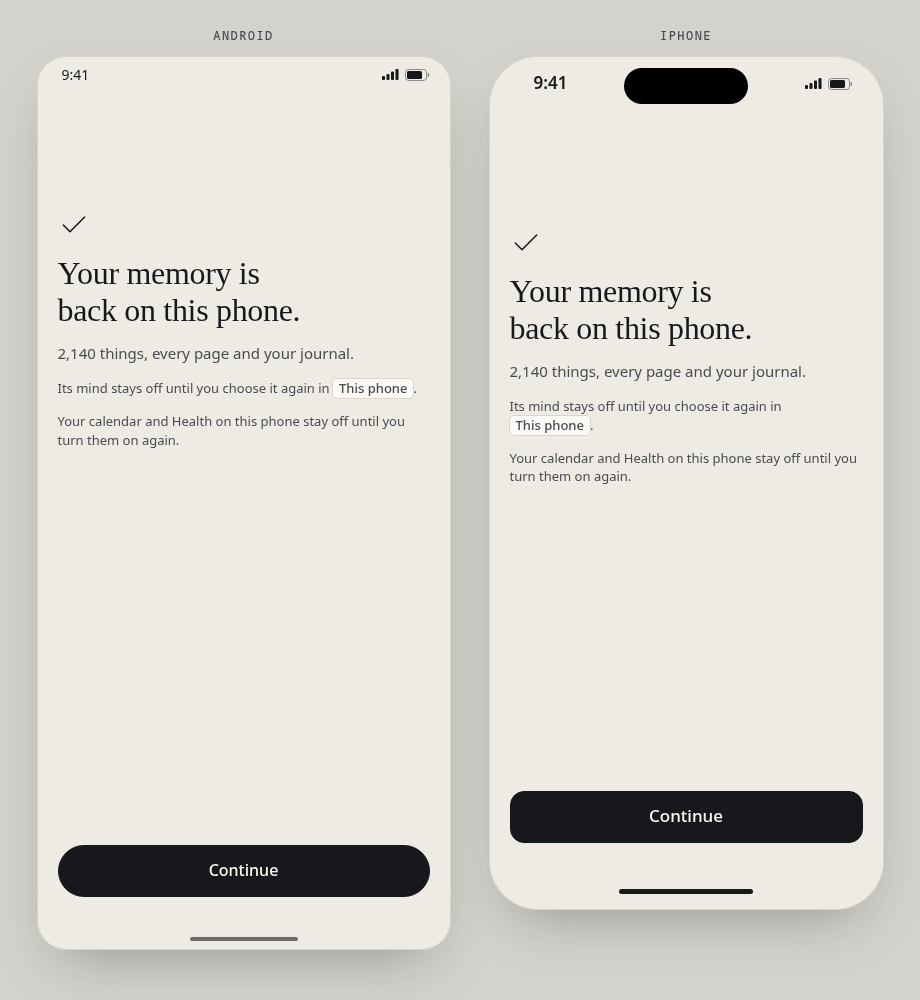 ANDROID
9:41
Your memory is
back on this phone.
2,140 things, every page and your journal.
Its mind stays off until you choose it again in This phone.
Your calendar and Health on this phone stay off until you
turn them on again.
Continue
IPHONE
9:41
Your memory is
back on this phone.
2,140 things, every page and your journal.
Its mind stays off until you choose it again in
This phone.
Your calendar and Health on this phone stay off until you
turn them on again.
Continue